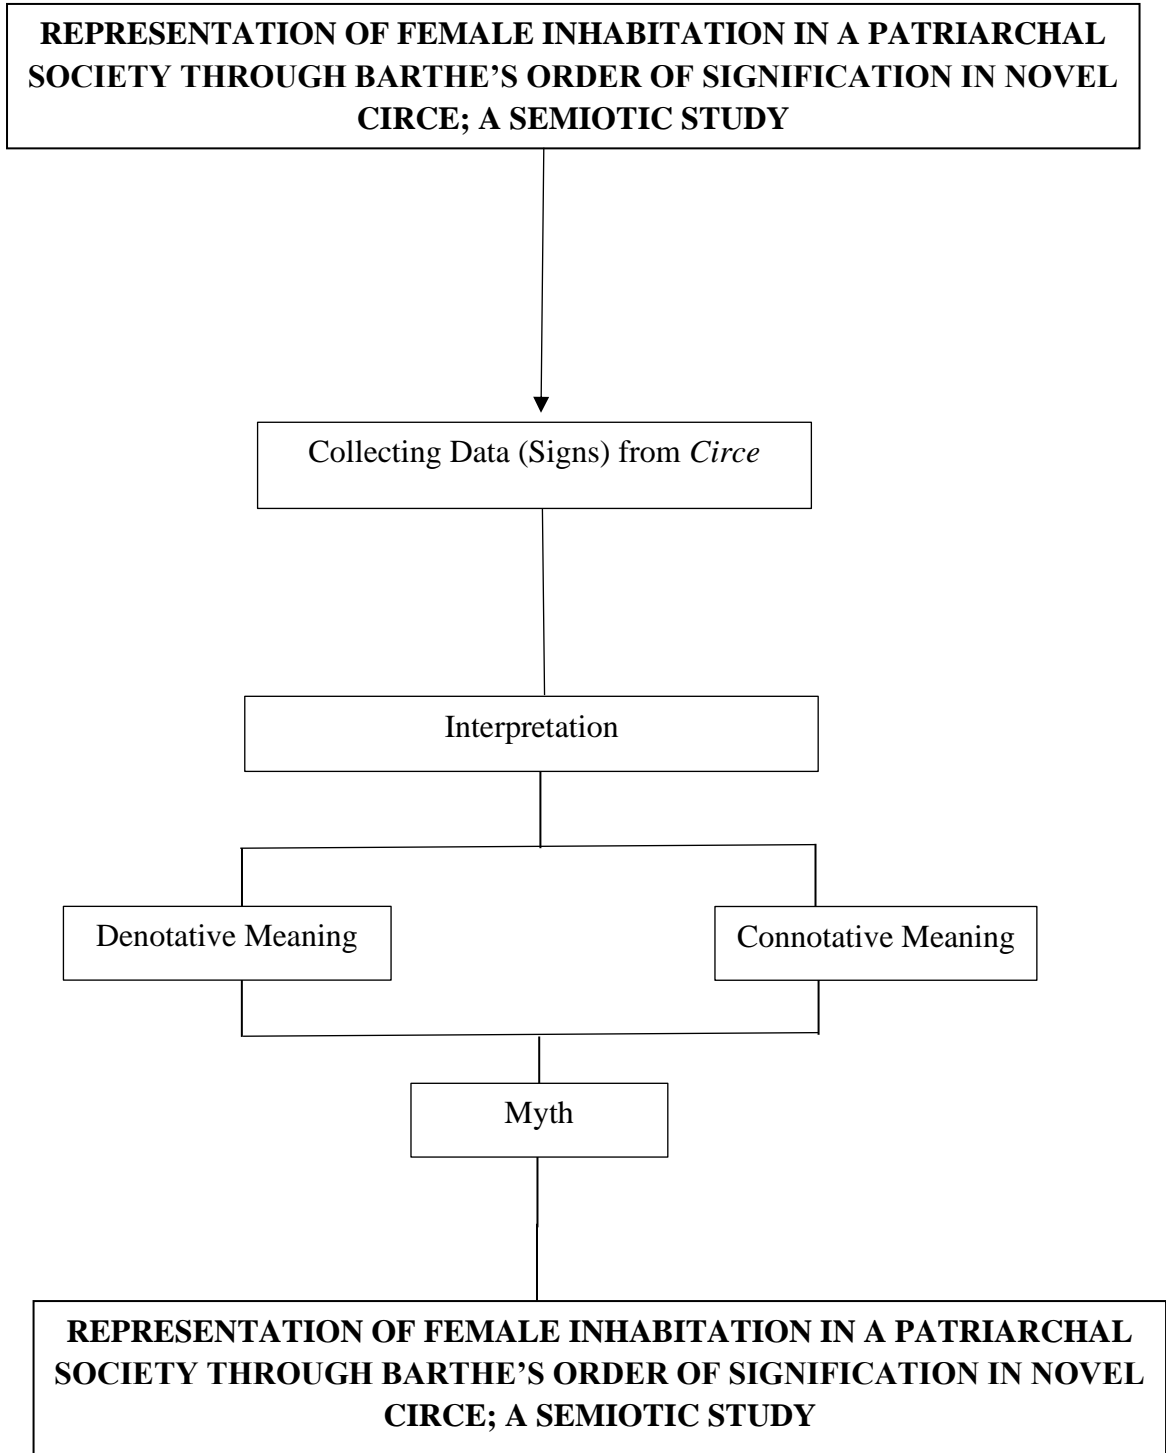 REPRESENTATION OF FEMALE INHABITATION IN A PATRIARCHAL
SOCIETY THROUGH BARTHE’S ORDER OF SIGNIFICATION IN NOVEL
CIRCE; A SEMIOTIC STUDY
Collecting Data (Signs) from Circe
Interpretation
Denotative Meaning
Connotative Meaning
Myth
REPRESENTATION OF FEMALE INHABITATION IN A PATRIARCHAL
SOCIETY THROUGH BARTHE’S ORDER OF SIGNIFICATION IN NOVEL
CIRCE; A SEMIOTIC STUDY